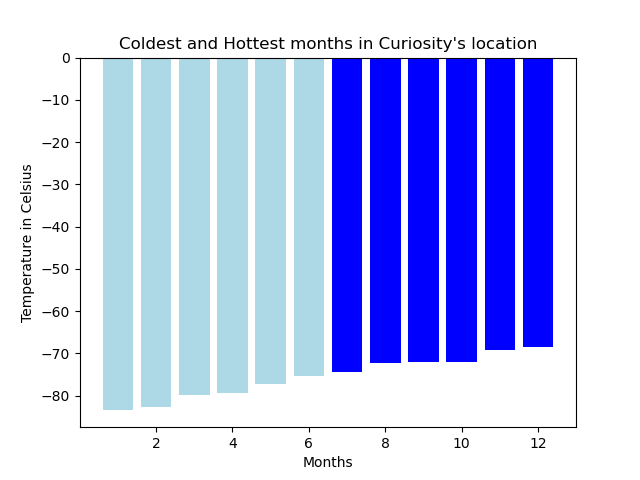 Coldest and Hottest months in Curiosity's location
Temperature in Celsius
0
−10
−20
−30
−40
−50
−60
−70
−80
2 4 6 8 10 12
Months